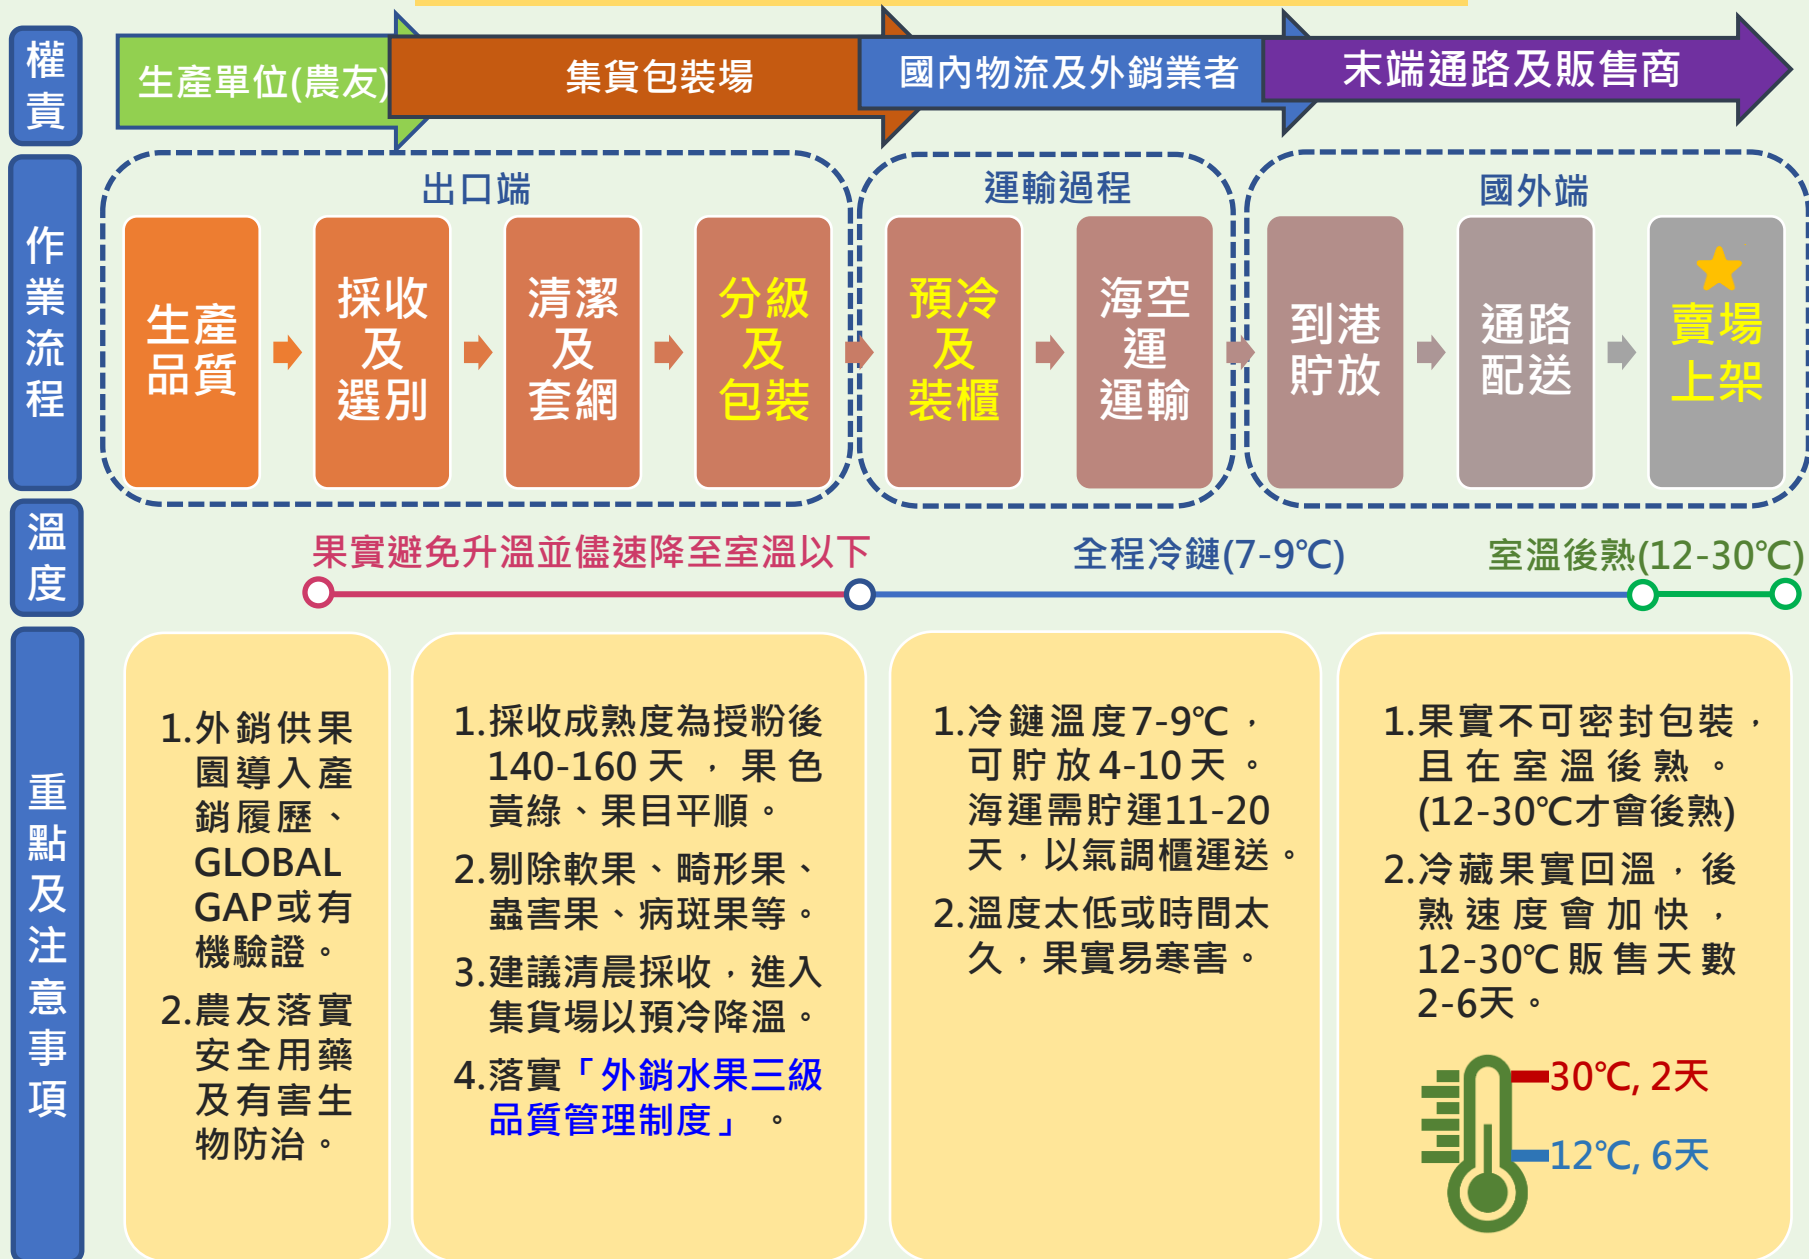 權
責
生產單位(農友)
集貨包裝場
國內物流及外銷業者
末端通路及販售商
作
業
流
程
出口端
運輸過程
國外端
生產
品質
採收
及
選別
清潔
及
套網
分級
及
包裝
預冷
及
裝櫃
海空
運
運輸
到港
貯放
通路
配送
賣場
上架
溫
度
果實避免升溫並儘速降至室溫以下
全程冷鏈(7-9℃)
室溫後熟(12-30℃)
重
點
及
注
意
事
項
1.外銷供果
園導入產
銷履歷、
GLOBAL
GAP或有
機驗證。
2.農友落實
安全用藥
及有害生
物防治。
1.採收成熟度為授粉後
140-160天，果色
黃綠、果目平順。
2.剔除軟果、畸形果、
蟲害果、病斑果等。
3.建議清晨採收，進入
集貨場以預冷降溫。
4.落實「外銷水果三級
品質管理制度」。
1.冷鏈溫度7-9℃，
可貯放4-10天。
海運需貯運11-20
天，以氣調櫃運送。
2.溫度太低或時間太
久，果實易寒害。
1.果實不可密封包裝，
且在室溫後熟。
(12-30℃才會後熟)
2.冷藏果實回溫，後
熟速度會加快，
12-30℃販售天數
2-6天。
30℃, 2天
12℃, 6天